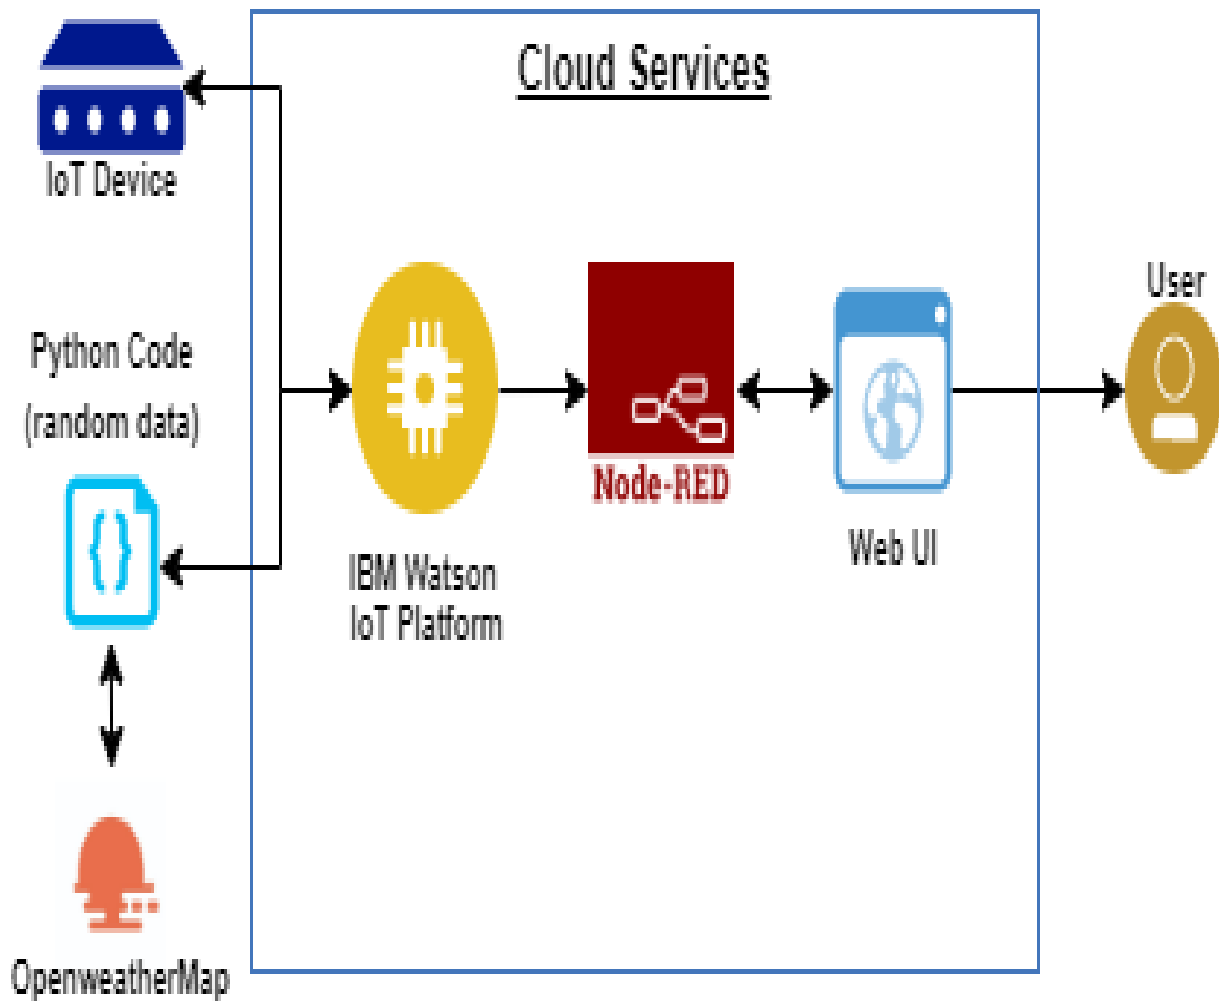 Cloud Services
IoT Device
Python Code
(random data)
IBM Watson
IoT Platform
Node-RED
Web UI
User
OpenweatherMap